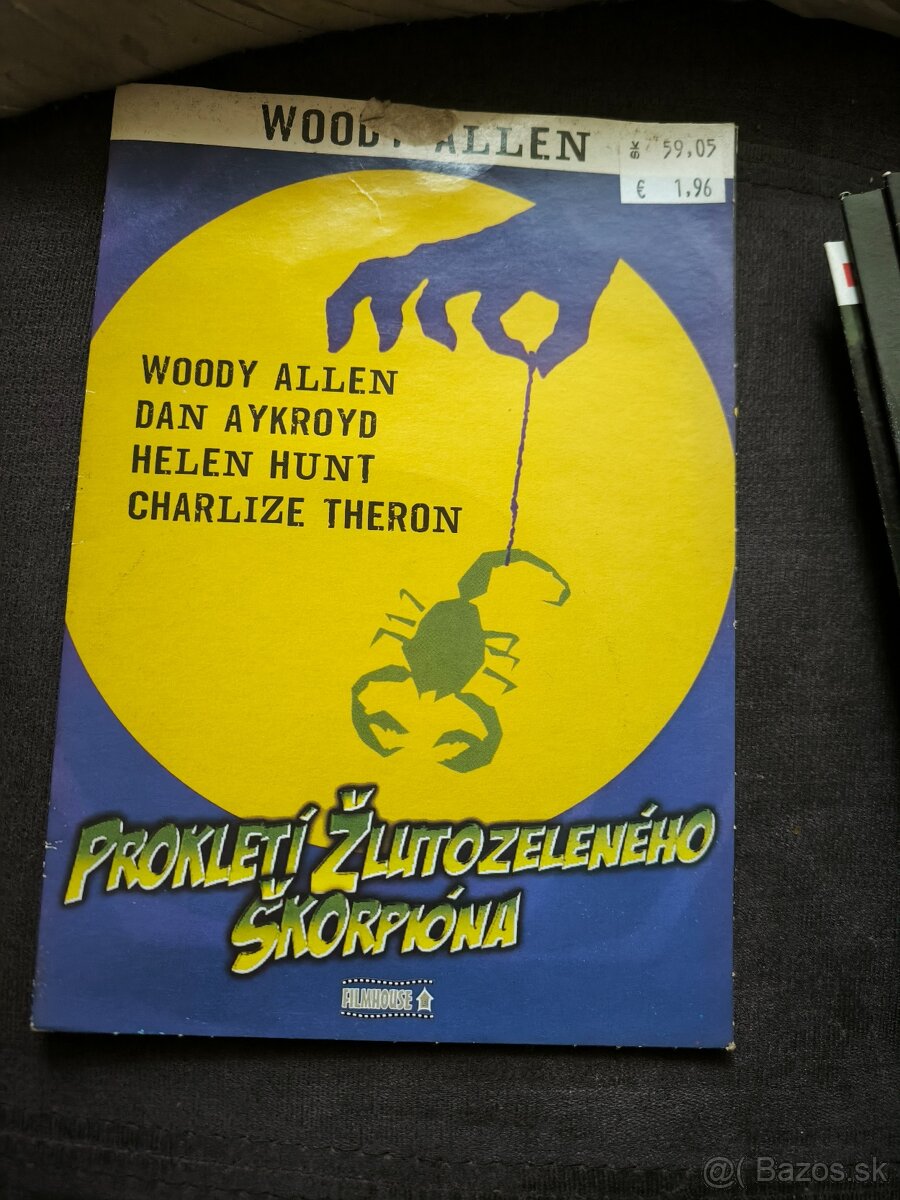 WOODY ALLEN
Sk 59,05
€ 1,96
WOODY ALLEN
DAN AYKROYD
HELEN HUNT
CHARLIZE THERON
PROKLETÍ ŽLUTOZELENÉHO
ŠKORPIÓNA
FILMHOUSE
@( Bazos.sk